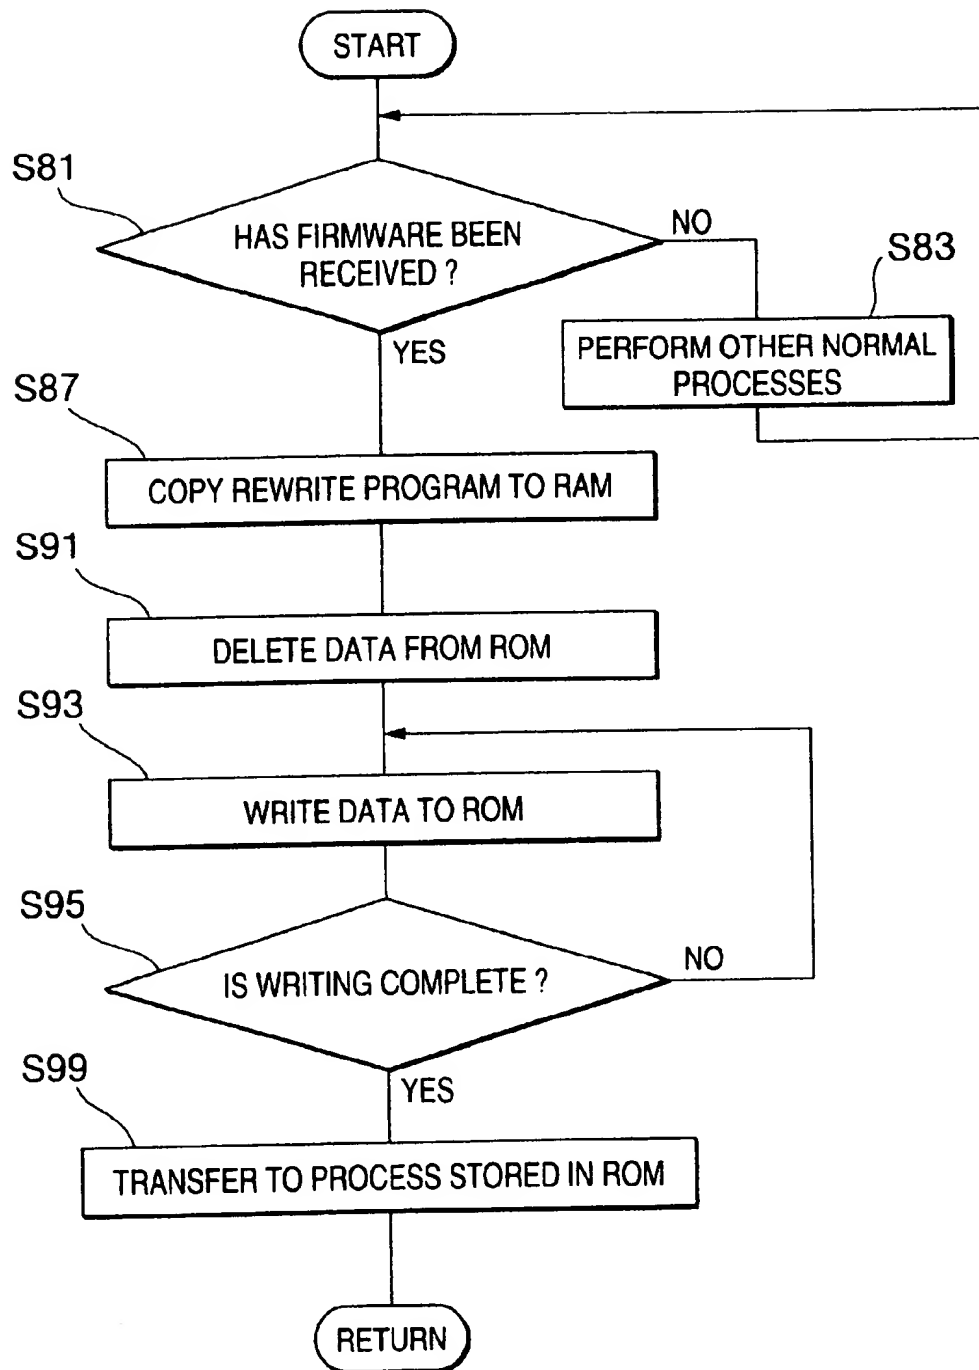 START
S81
HAS FIRMWARE BEEN
RECEIVED ?
NO
S83
YES
PERFORM OTHER NORMAL
PROCESSES
S87
COPY REWRITE PROGRAM TO RAM
S91
DELETE DATA FROM ROM
S93
WRITE DATA TO ROM
S95
IS WRITING COMPLETE ?
NO
S99
YES
TRANSFER TO PROCESS STORED IN ROM
RETURN